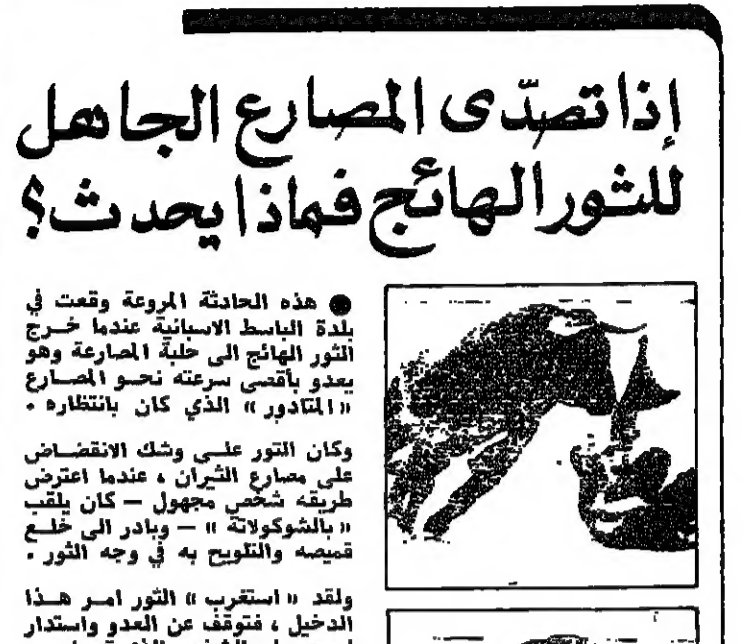 إذا تصدّى المصارع الجاهل
للثور الهائج فماذا يحدث؟
● هذه الحادثة المروعة وقعت في
بلدة الباسط الاسبانية عندما خرج
الثور الهائج الى حلبة المصارعة وهو
يعدو بأقصى سرعته نحو المصارع
«المتادور» الذي كان بانتظاره .
وكان الثور على وشك الانقضاض
على مصارع الثيران ، عندما اعترض
طريقه شخص مجهول — كان يلقب
«بالشوكولاتة» — وبادر الى خلع
قميصه والتلويح به في وجه الثور .
ولقد «استغرب» الثور امر هذا
الدخيل ، فتوقف عن العدو واستدار